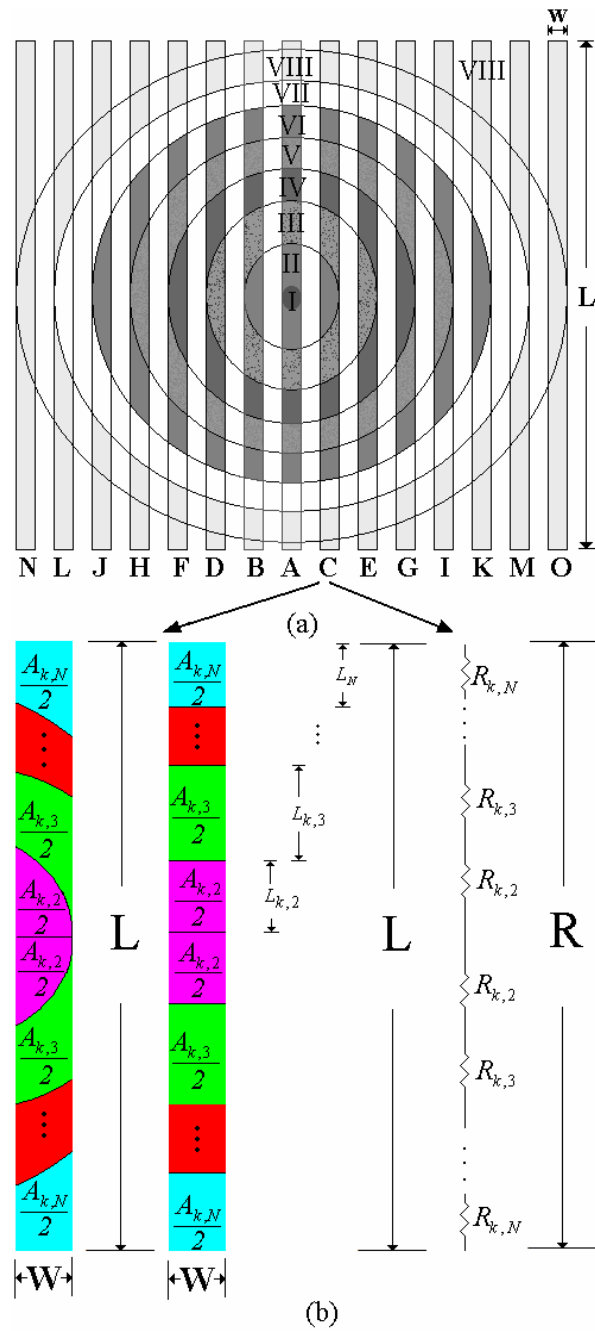 w
VIII VIII
VII
VI
V
IV
III
II
I
L
N L J H F D B A C E G I K M O
(a)
A_{k,N}/2 A_{k,N}/2 L_N R_{k,N}
⋮ ⋮ ⋮ ⋮
A_{k,3}/2 A_{k,3}/2 L_{k,3} R_{k,3}
A_{k,2}/2 A_{k,2}/2 L_{k,2} R_{k,2}
L L R
A_{k,2}/2 A_{k,2}/2 R_{k,2}
A_{k,3}/2 A_{k,3}/2 R_{k,3}
⋮ ⋮ ⋮
A_{k,N}/2 A_{k,N}/2 R_{k,N}
W W
(b)